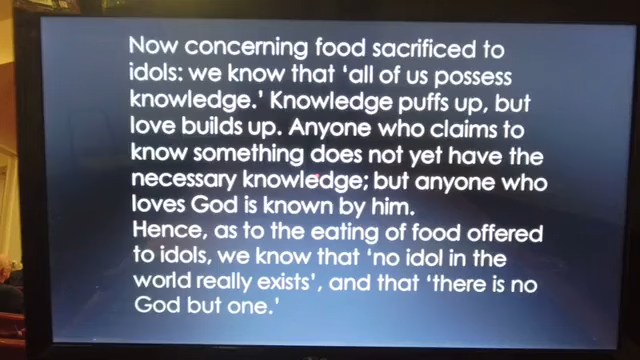 Now concerning food sacrificed to
idols: we know that ‘all of us possess
knowledge.’ Knowledge puffs up, but
love builds up. Anyone who claims to
know something does not yet have the
necessary knowledge; but anyone who
loves God is known by him.
Hence, as to the eating of food offered
to idols, we know that ‘no idol in the
world really exists’, and that ‘there is no
God but one.’